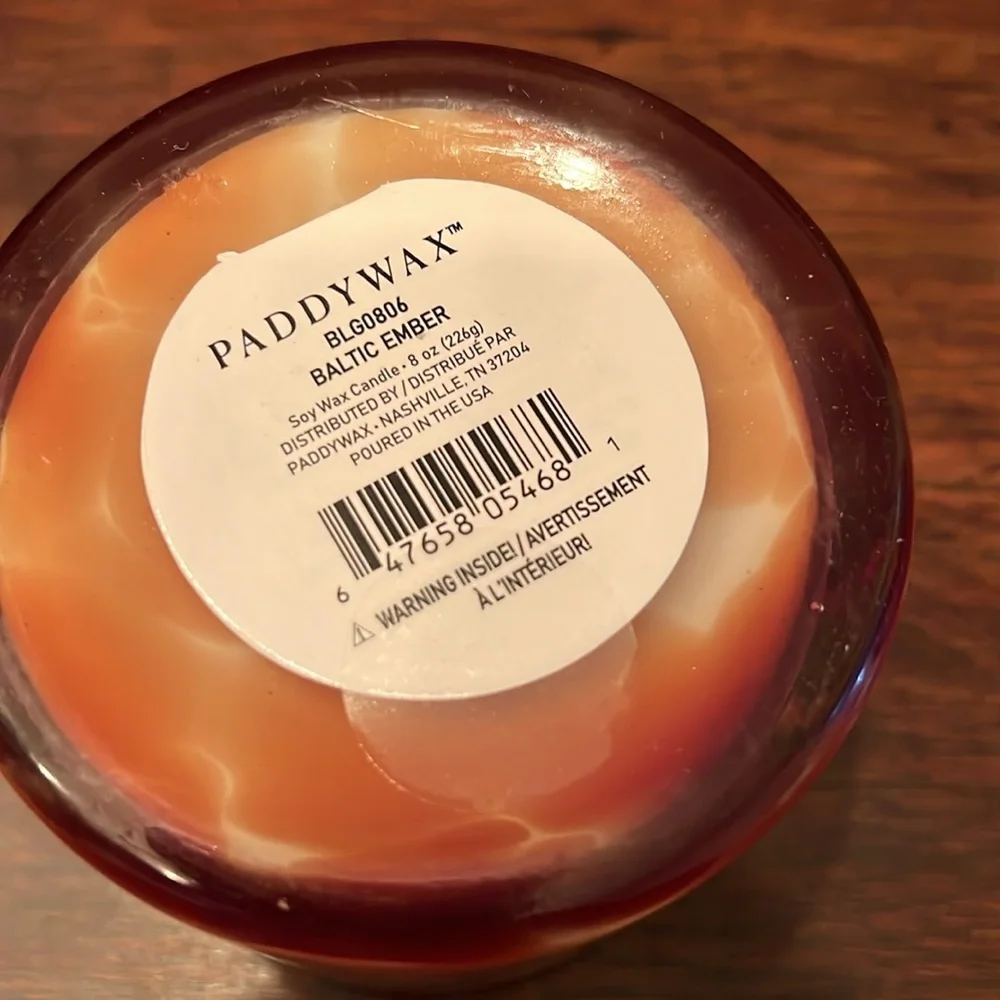 PADDYWAX™
BLG0806
BALTIC EMBER
Soy Wax Candle • 8 oz (226g)
DISTRIBUTED BY / DISTRIBUÉ PAR
PADDYWAX • NASHVILLE, TN 37204
POURED IN THE USA
6 47658 05468 1
⚠ WARNING INSIDE! / AVERTISSEMENT
À L'INTÉRIEUR!